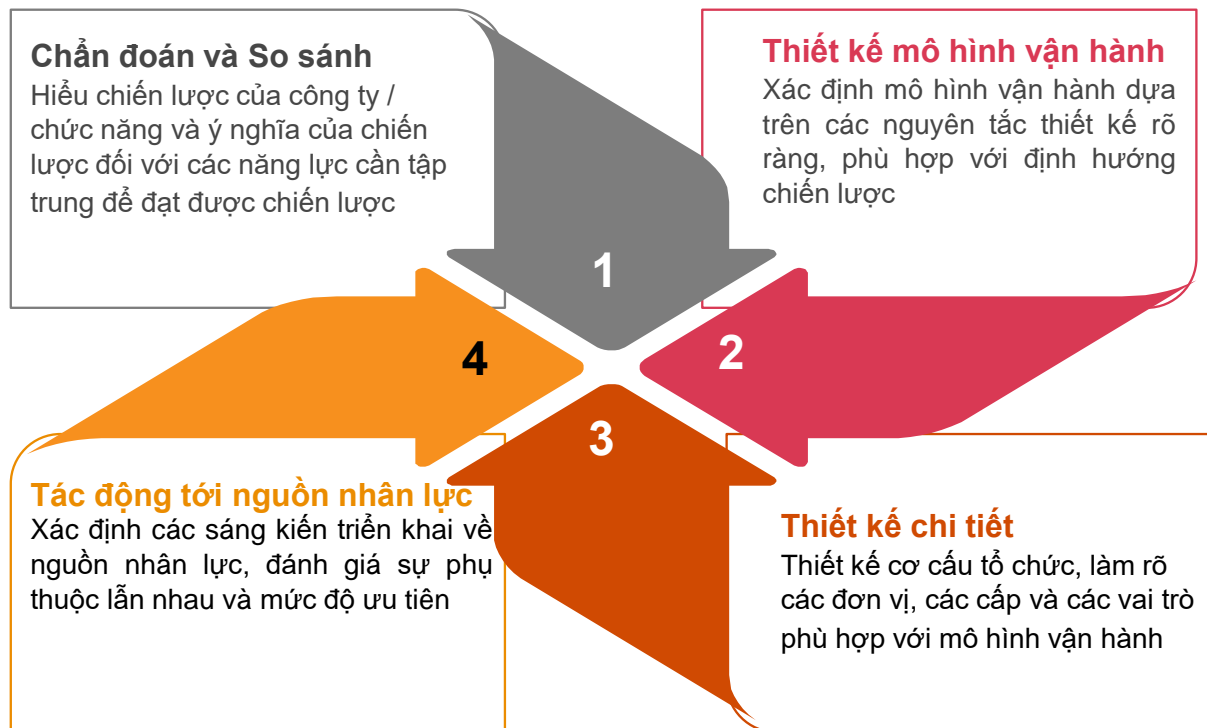 Chẩn đoán và So sánh
Hiểu chiến lược của công ty /
chức năng và ý nghĩa của chiến
lược đối với các năng lực cần tập
trung để đạt được chiến lược
1
Thiết kế mô hình vận hành
Xác định mô hình vận hành dựa
trên các nguyên tắc thiết kế rõ
ràng, phù hợp với định hướng
chiến lược
2
3
Thiết kế chi tiết
Thiết kế cơ cấu tổ chức, làm rõ
các đơn vị, các cấp và các vai trò
phù hợp với mô hình vận hành
4
Tác động tới nguồn nhân lực
Xác định các sáng kiến triển khai về
nguồn nhân lực, đánh giá sự phụ
thuộc lẫn nhau và mức độ ưu tiên